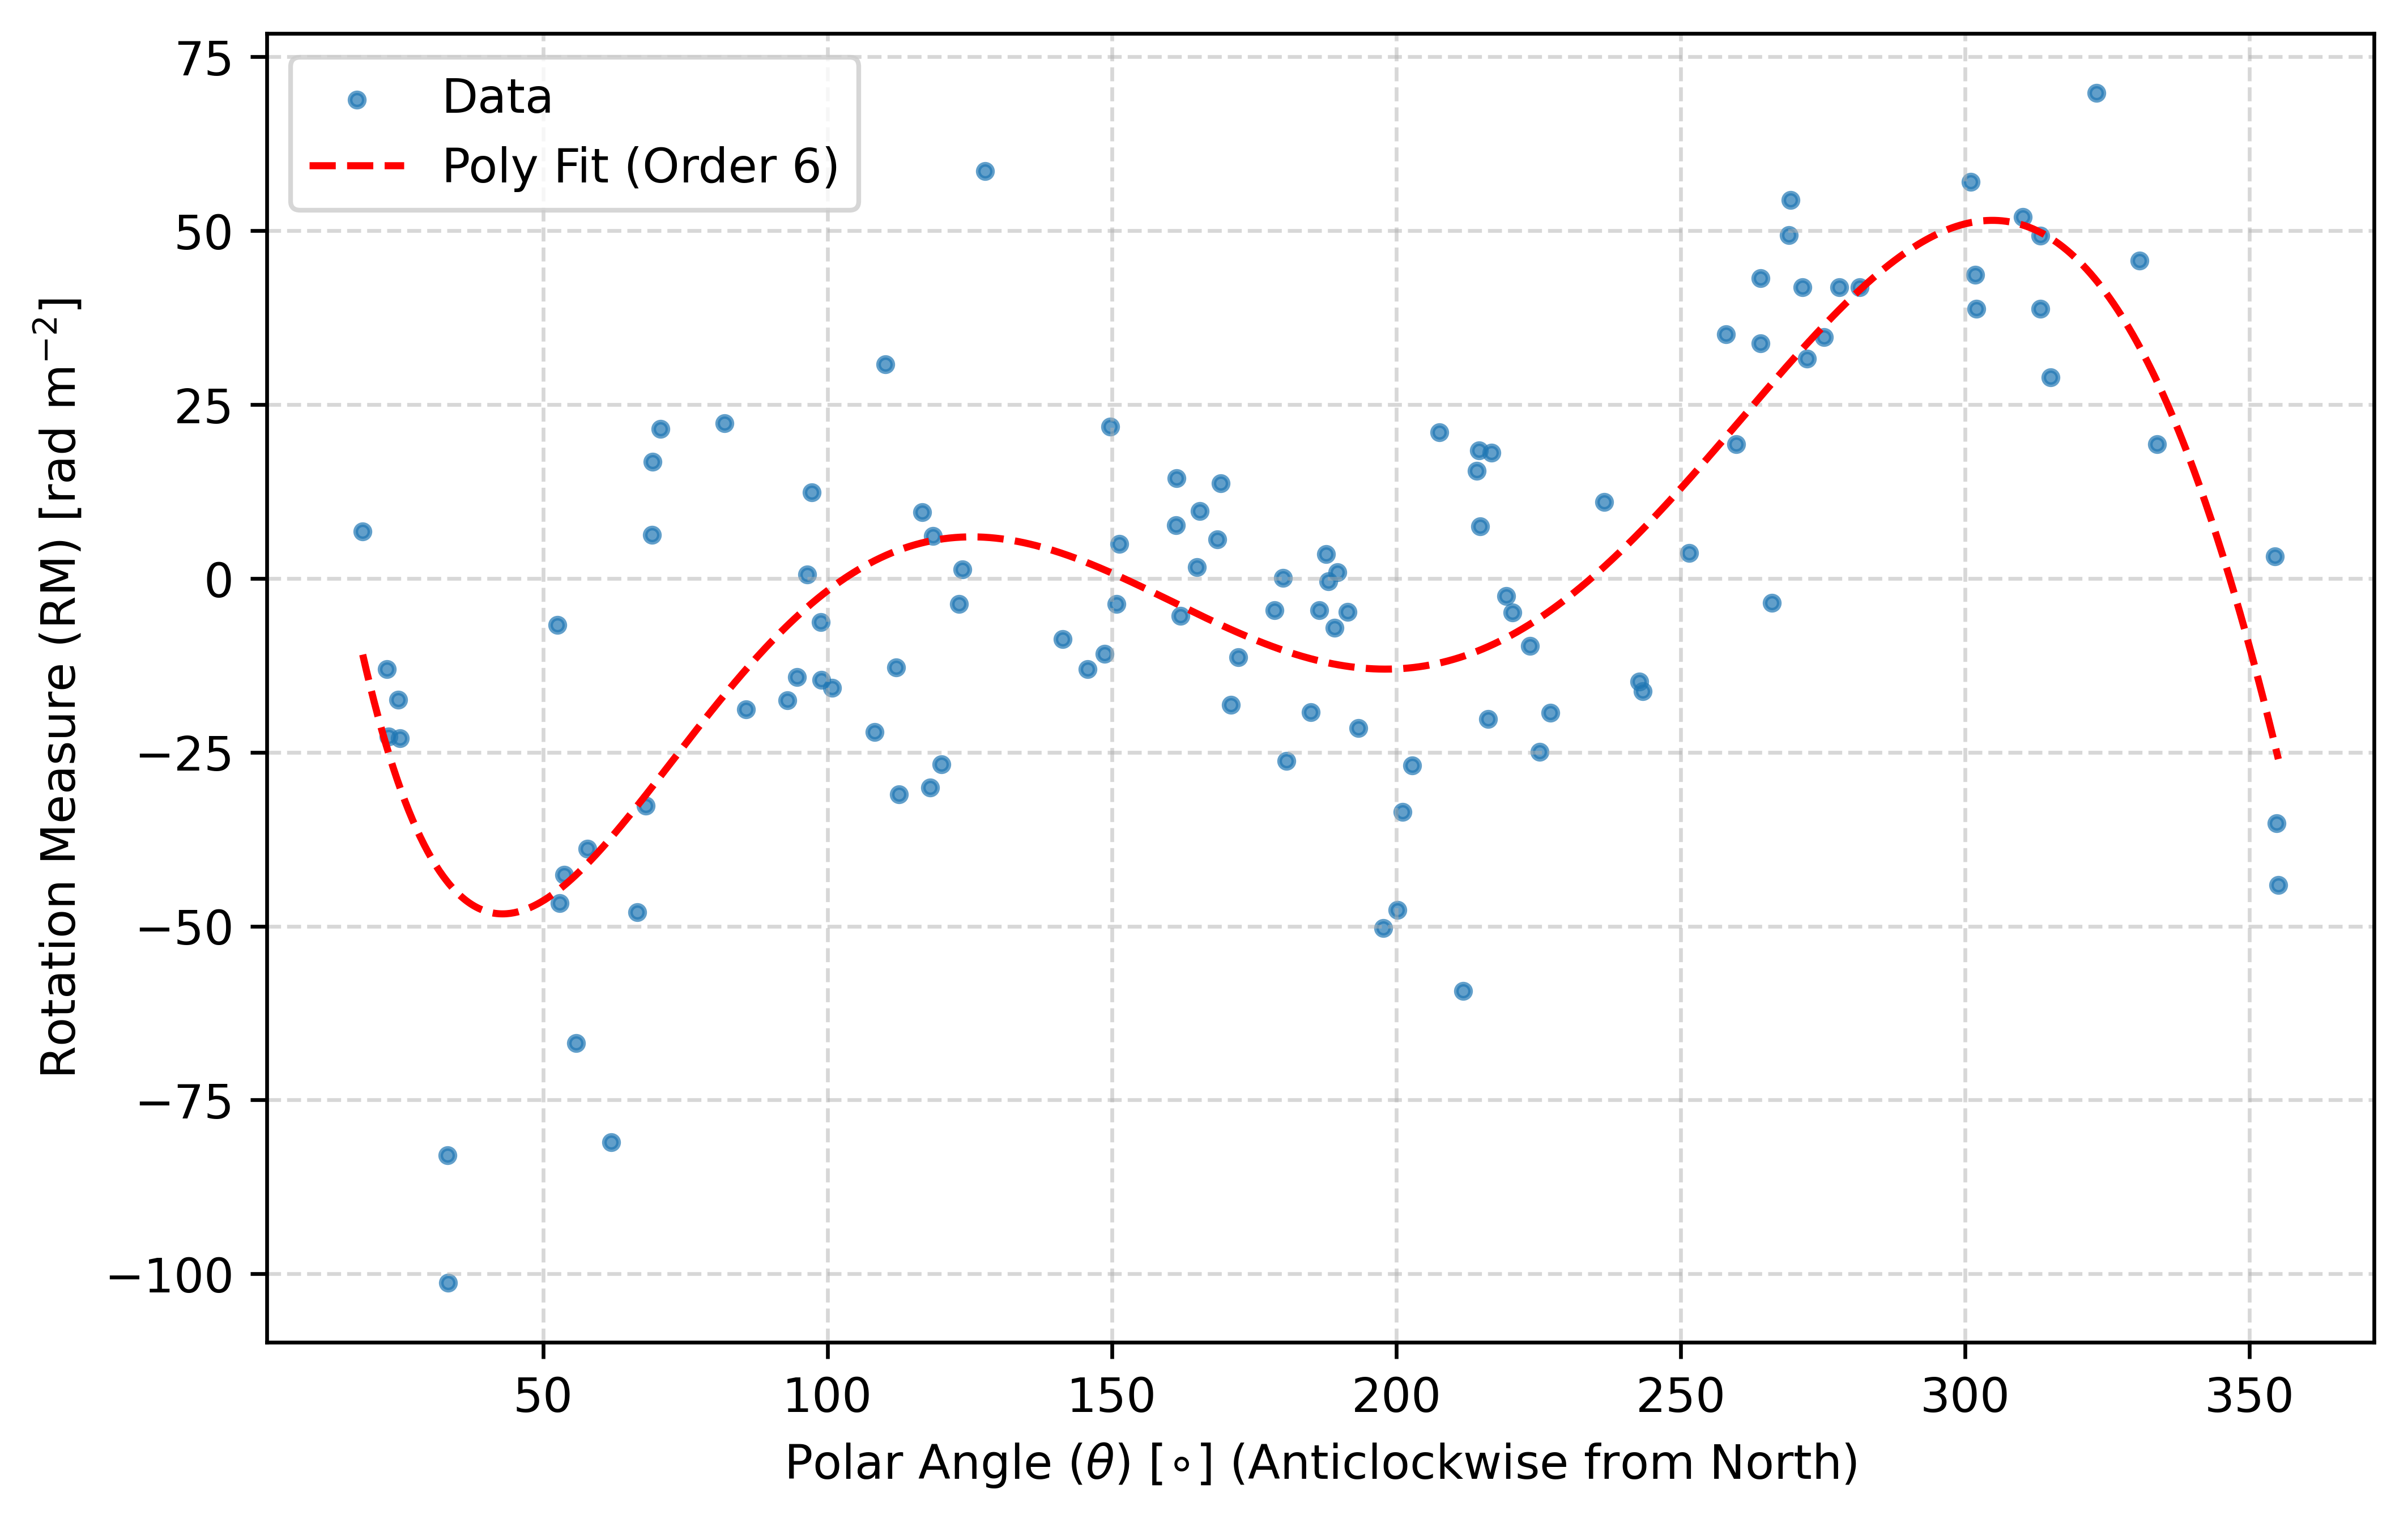 75
50
25
0
−25
−50
−75
−100
Rotation Measure (RM) [rad m⁻²]
Data
Poly Fit (Order 6)
50 100 150 200 250 300 350
Polar Angle (θ) [∘] (Anticlockwise from North)